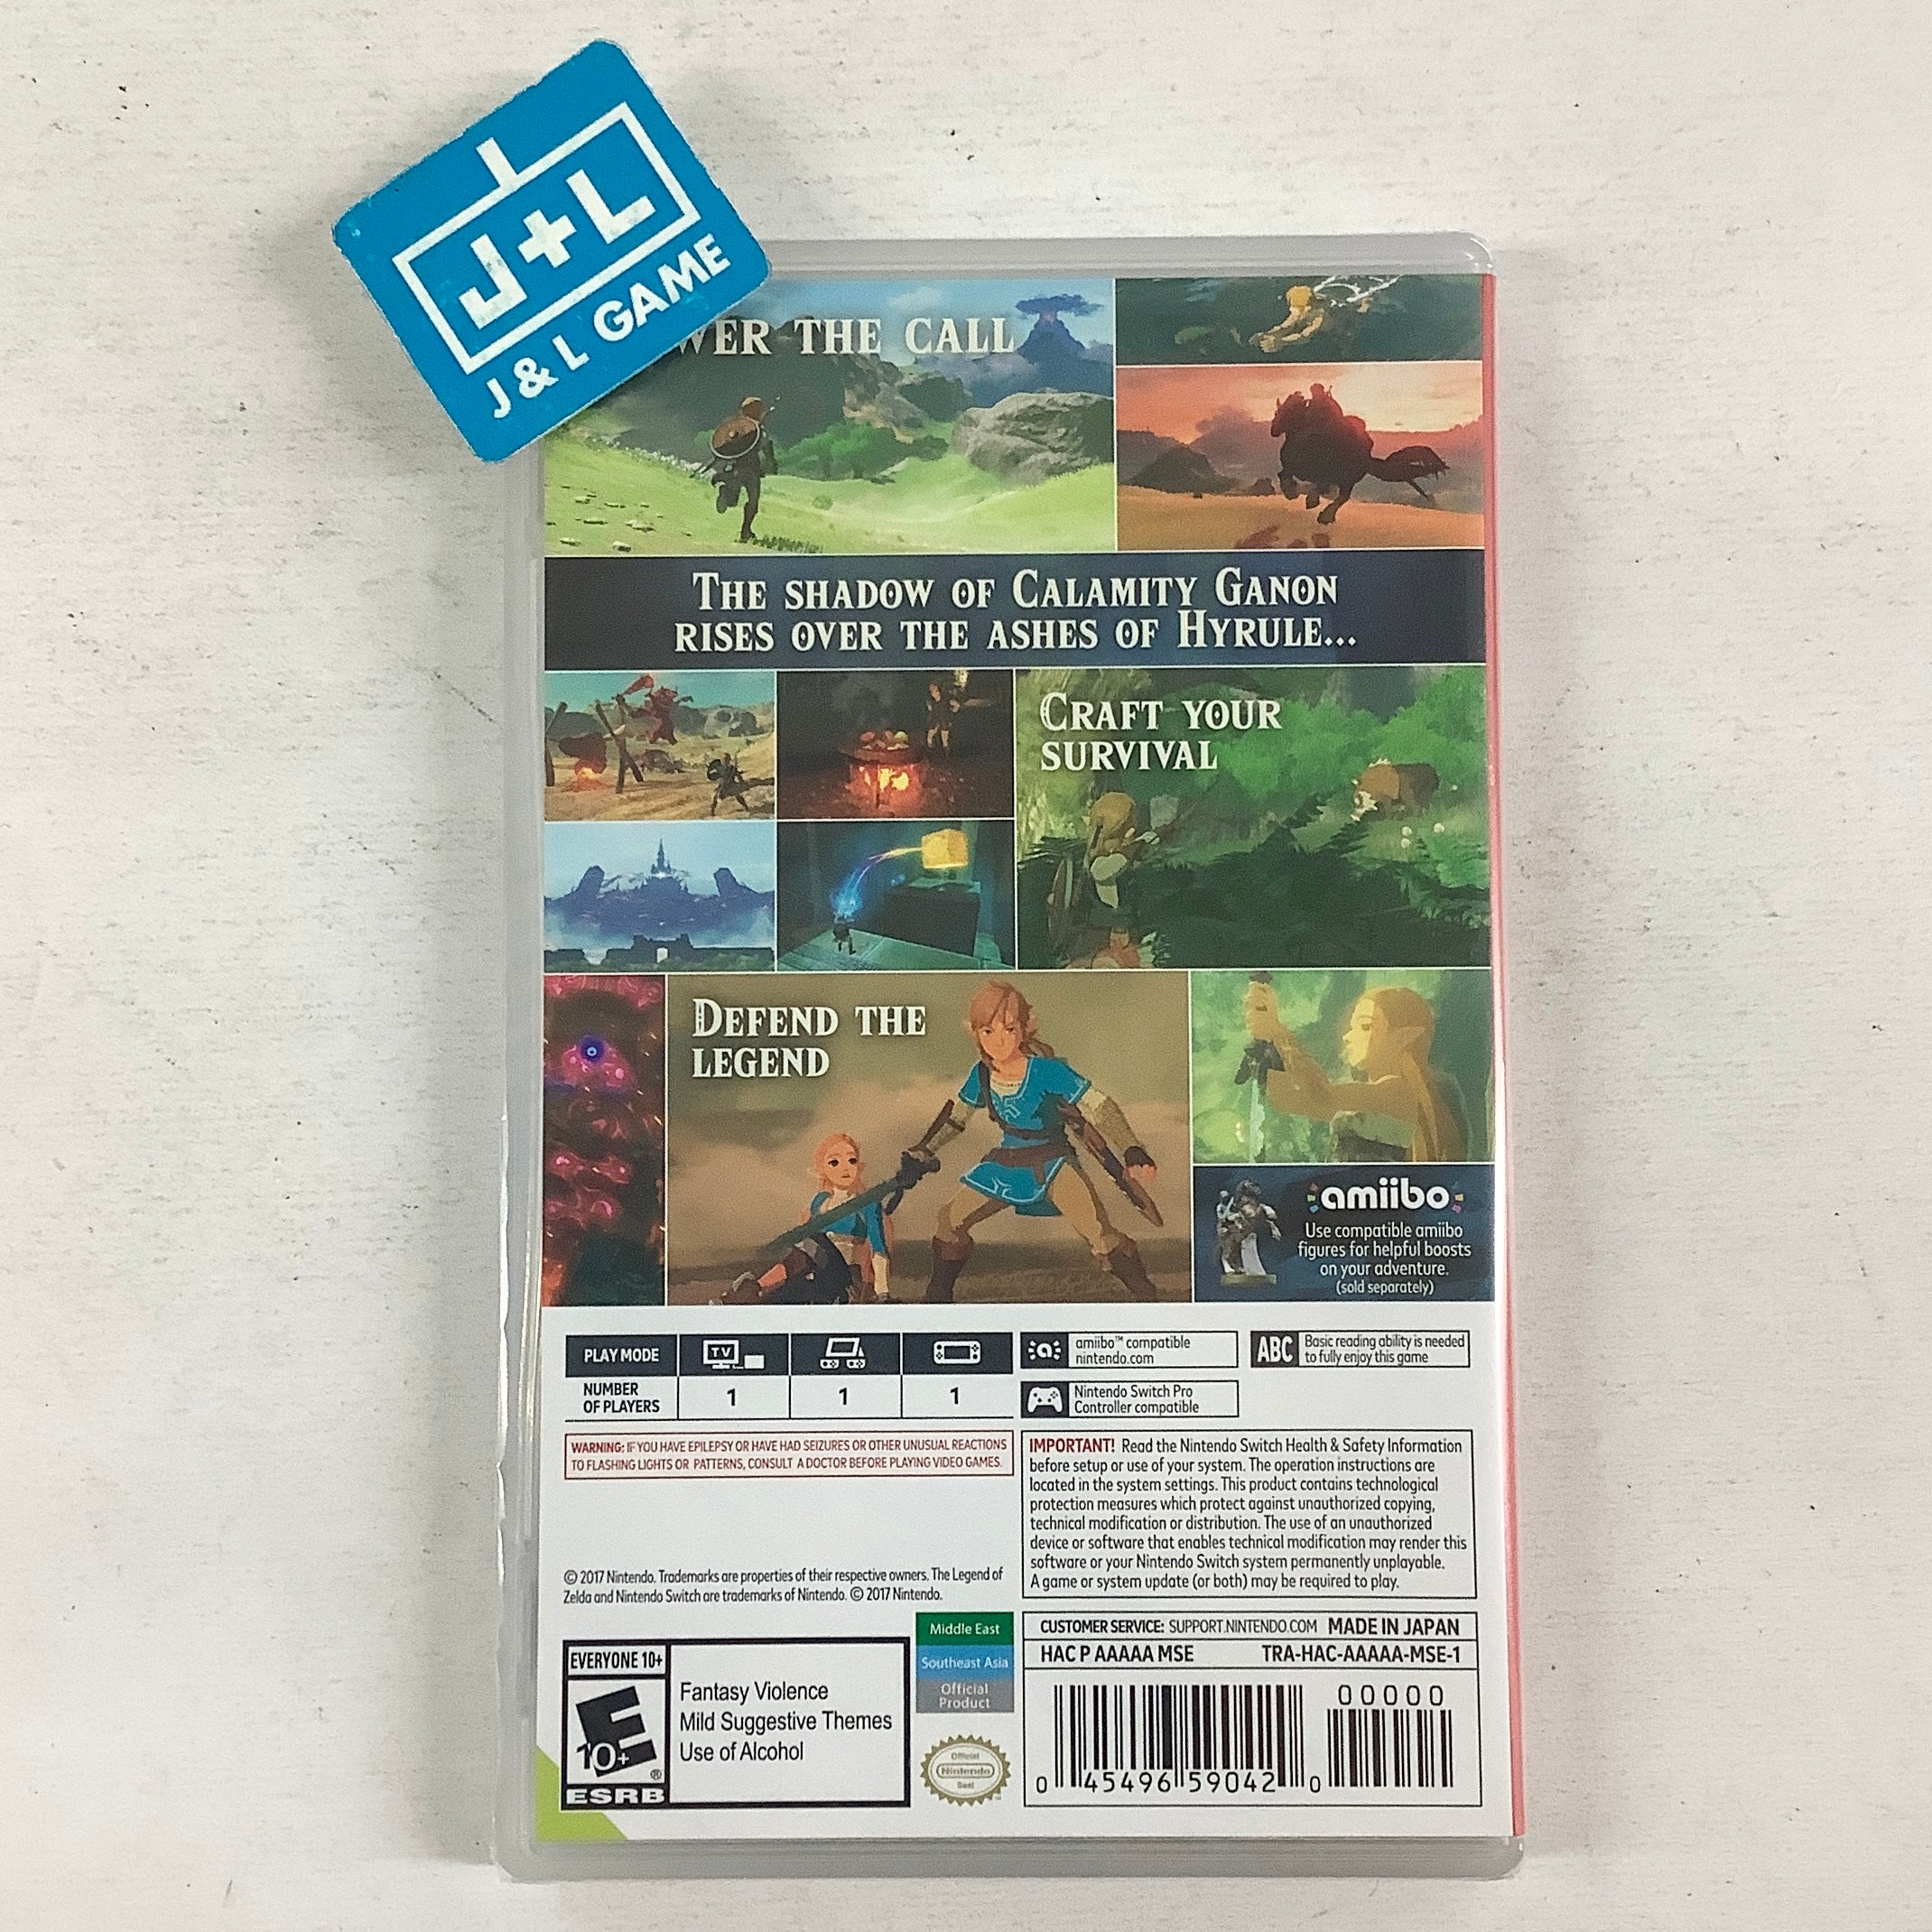 J+L
J & L GAME
WER THE CALL
THE SHADOW OF CALAMITY GANON
RISES OVER THE ASHES OF HYRULE...
CRAFT YOUR
SURVIVAL
DEFEND THE
LEGEND
amiibo
Use compatible amiibo
figures for helpful boosts
on your adventure.
(sold separately)
PLAY MODE
TV
NUMBER
OF PLAYERS
1
1
1
amiibo™ compatible
nintendo.com
ABC
Basic reading ability is needed
to fully enjoy this game
Nintendo Switch Pro
Controller compatible
WARNING: IF YOU HAVE EPILEPSY OR HAVE HAD SEIZURES OR OTHER UNUSUAL REACTIONS
TO FLASHING LIGHTS OR PATTERNS, CONSULT A DOCTOR BEFORE PLAYING VIDEO GAMES.
IMPORTANT! Read the Nintendo Switch Health & Safety Information
before setup or use of your system. The operation instructions are
located in the system settings. This product contains technological
protection measures which protect against unauthorized copying,
technical modification or distribution. The use of an unauthorized
device or software that enables technical modification may render this
software or your Nintendo Switch system permanently unplayable.
A game or system update (or both) may be required to play.
© 2017 Nintendo. Trademarks are properties of their respective owners. The Legend of
Zelda and Nintendo Switch are trademarks of Nintendo. © 2017 Nintendo.
Middle East
Southeast Asia
Official
Product
CUSTOMER SERVICE: SUPPORT.NINTENDO.COM MADE IN JAPAN
HAC P AAAAA MSE TRA-HAC-AAAAA-MSE-1
EVERYONE 10+
E
10+
®
ESRB
Fantasy Violence
Mild Suggestive Themes
Use of Alcohol
Official
Nintendo
Seal
00000
0 45496 59042 0